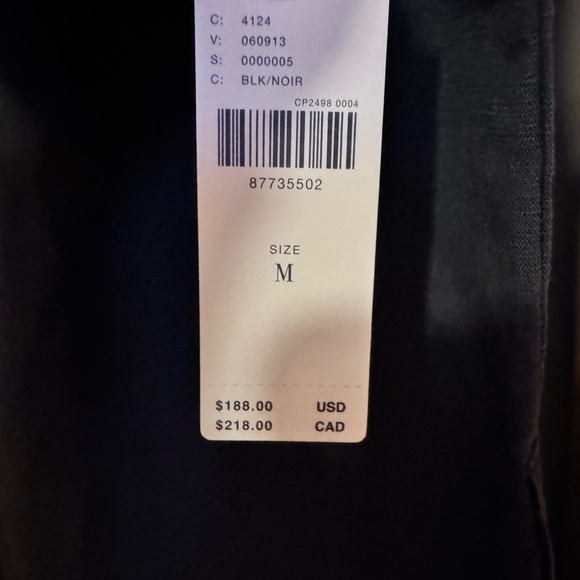 C: 4124
V: 060913
S: 0000005
C: BLK/NOIR
CP2498 0004
87735502
SIZE
M
$188.00 USD
$218.00 CAD